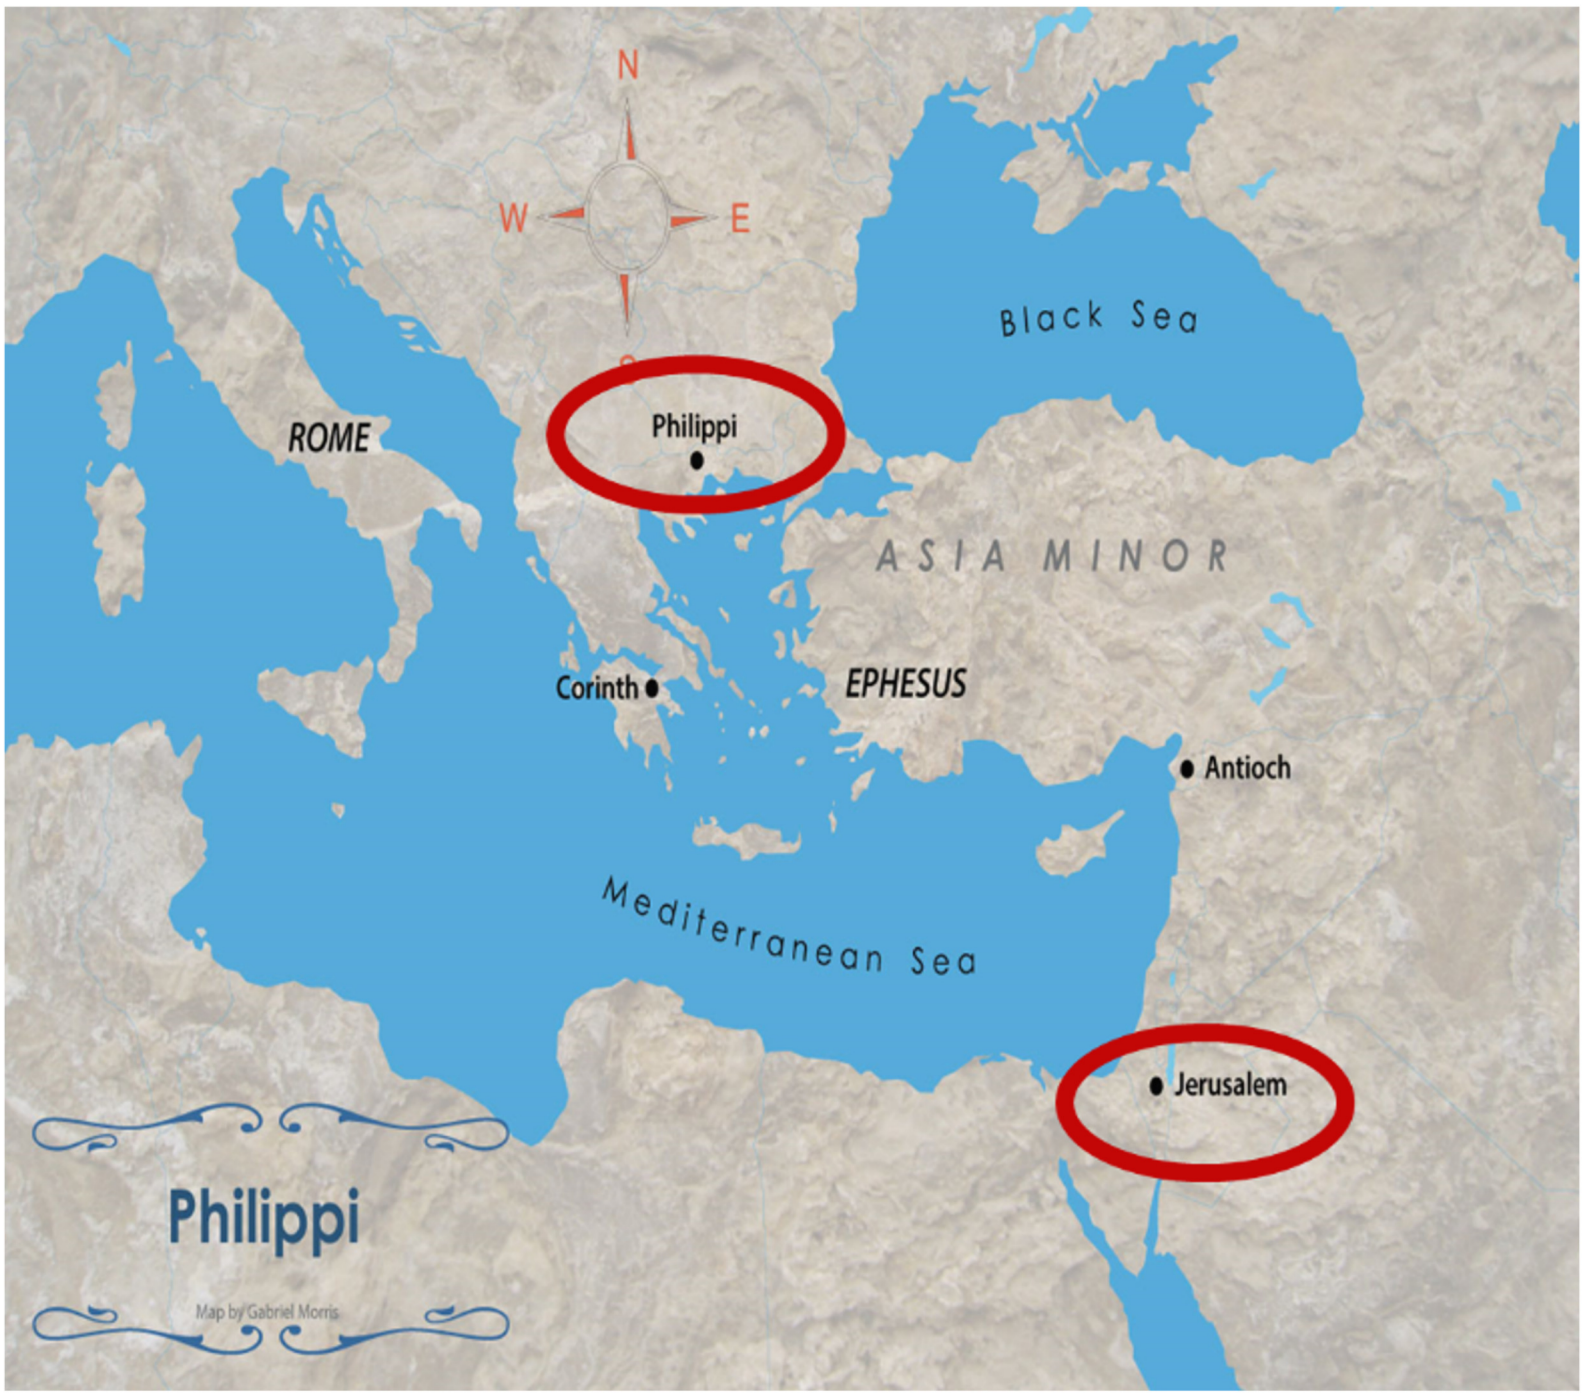 N
W E
Black Sea
Philippi
ROME
ASIA MINOR
EPHESUS
Corinth
Antioch
Mediterranean Sea
Jerusalem
Philippi
Map by Gabriel Morris